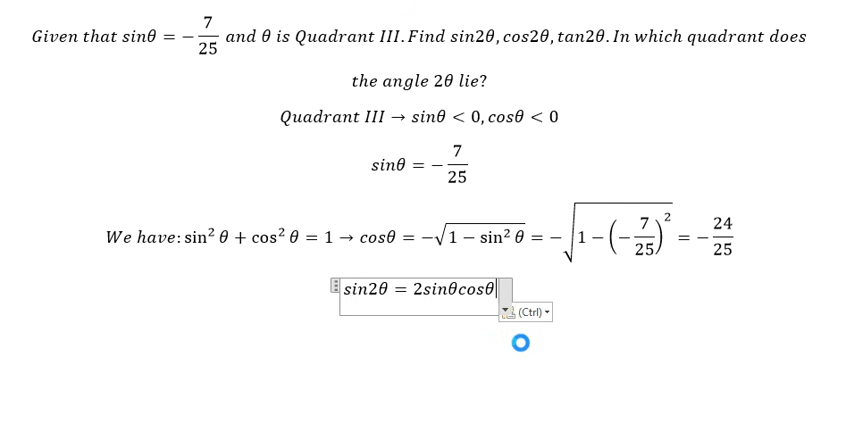 Given that sinθ = −7/25 and θ is Quadrant III. Find sin2θ, cos2θ, tan2θ. In which quadrant does
the angle 2θ lie?
Quadrant III → sinθ < 0, cosθ < 0
sinθ = −7/25
We have: sin² θ + cos² θ = 1 → cosθ = −√(1 − sin² θ) = −√(1 − (−7/25)²) = −24/25
sin2θ = 2sinθcosθ
(Ctrl)